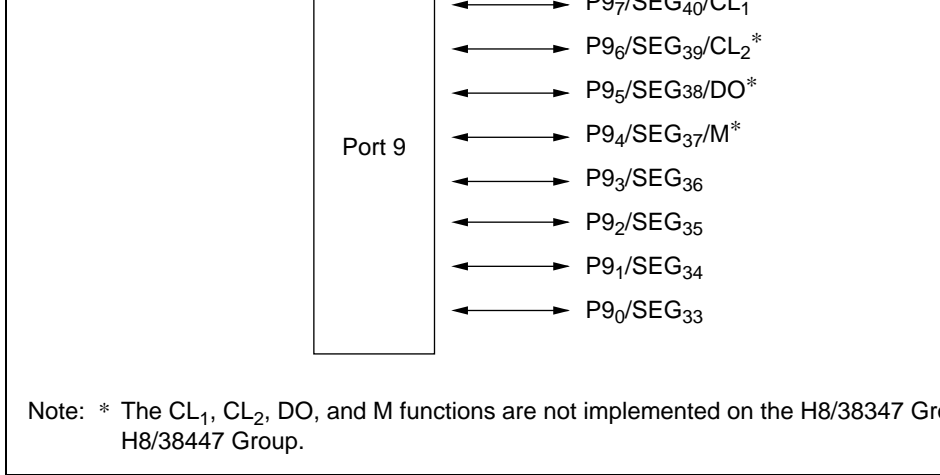 P9₇/SEG₄₀/CL₁
P9₆/SEG₃₉/CL₂*
P9₅/SEG38/DO*
P9₄/SEG₃₇/M*
Port 9
P9₃/SEG₃₆
P9₂/SEG₃₅
P9₁/SEG₃₄
P9₀/SEG₃₃
Note: * The CL₁, CL₂, DO, and M functions are not implemented on the H8/38347
H8/38447 Group.